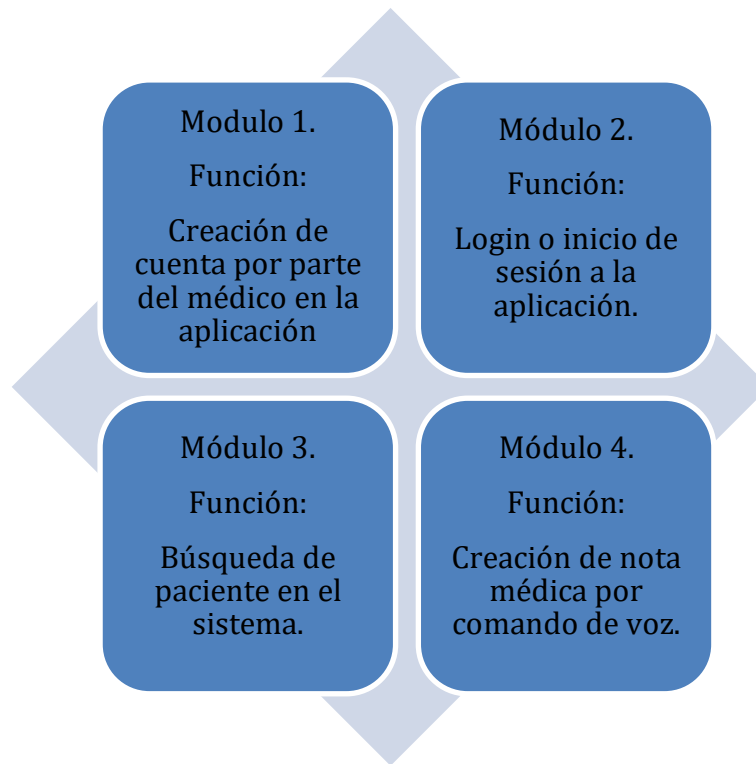 Modulo 1.
Función:
Creación de
cuenta por parte
del médico en la
aplicación
Módulo 2.
Función:
Login o inicio de
sesión a la
aplicación.
Módulo 3.
Función:
Búsqueda de
paciente en el
sistema.
Módulo 4.
Función:
Creación de nota
médica por
comando de voz.